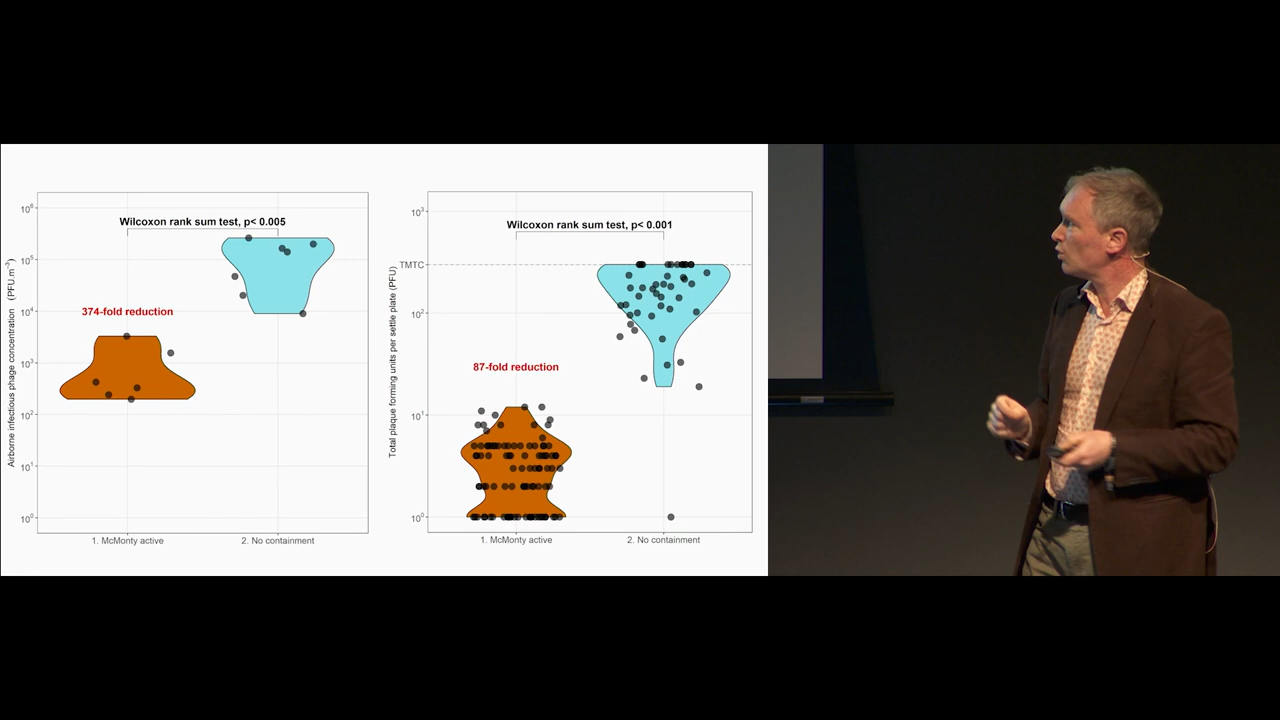 Airborne infectious phage concentration (PFU.m⁻³)
10⁶
10⁵
10⁴
10³
10²
10¹
10⁰
Wilcoxon rank sum test, p< 0.005
374-fold reduction
1. McMonty active
2. No containment
Total plaque forming units per settle plate (PFU)
10³
TMTC
10²
10¹
10⁰
Wilcoxon rank sum test, p< 0.001
87-fold reduction
1. McMonty active
2. No containment